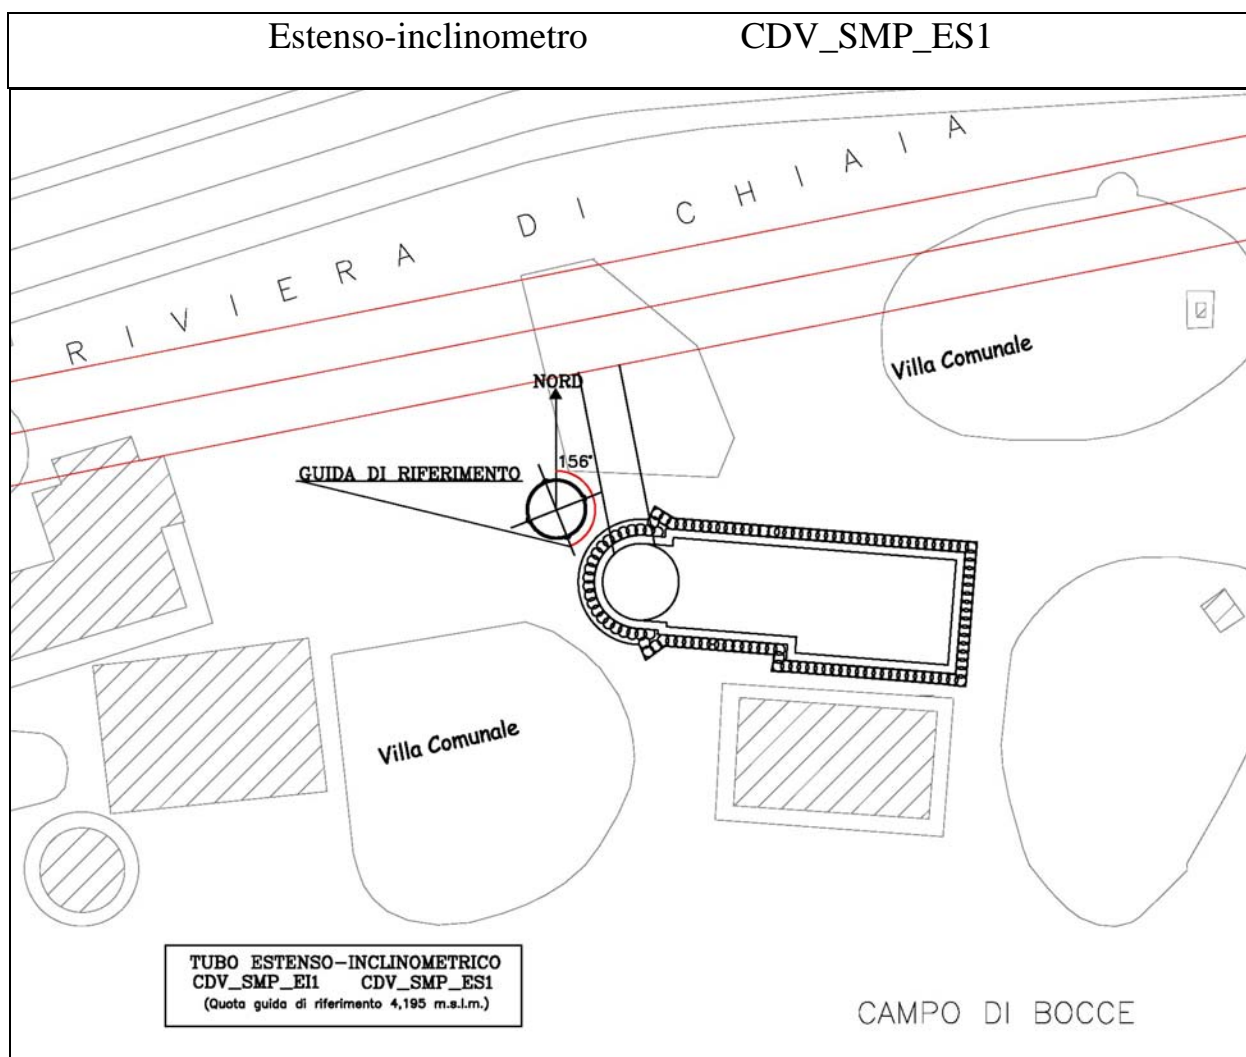 Estenso-inclinometro CDV_SMP_ES1
RIVIERA DI CHIAIA
Villa Comunale
NORD
156°
GUIDA DI RIFERIMENTO
Villa Comunale
TUBO ESTENSO-INCLINOMETRICO
CDV_SMP_EI1 CDV_SMP_ES1
(Quota guida di riferimento 4,195 m.s.l.m.)
CAMPO DI BOCCE